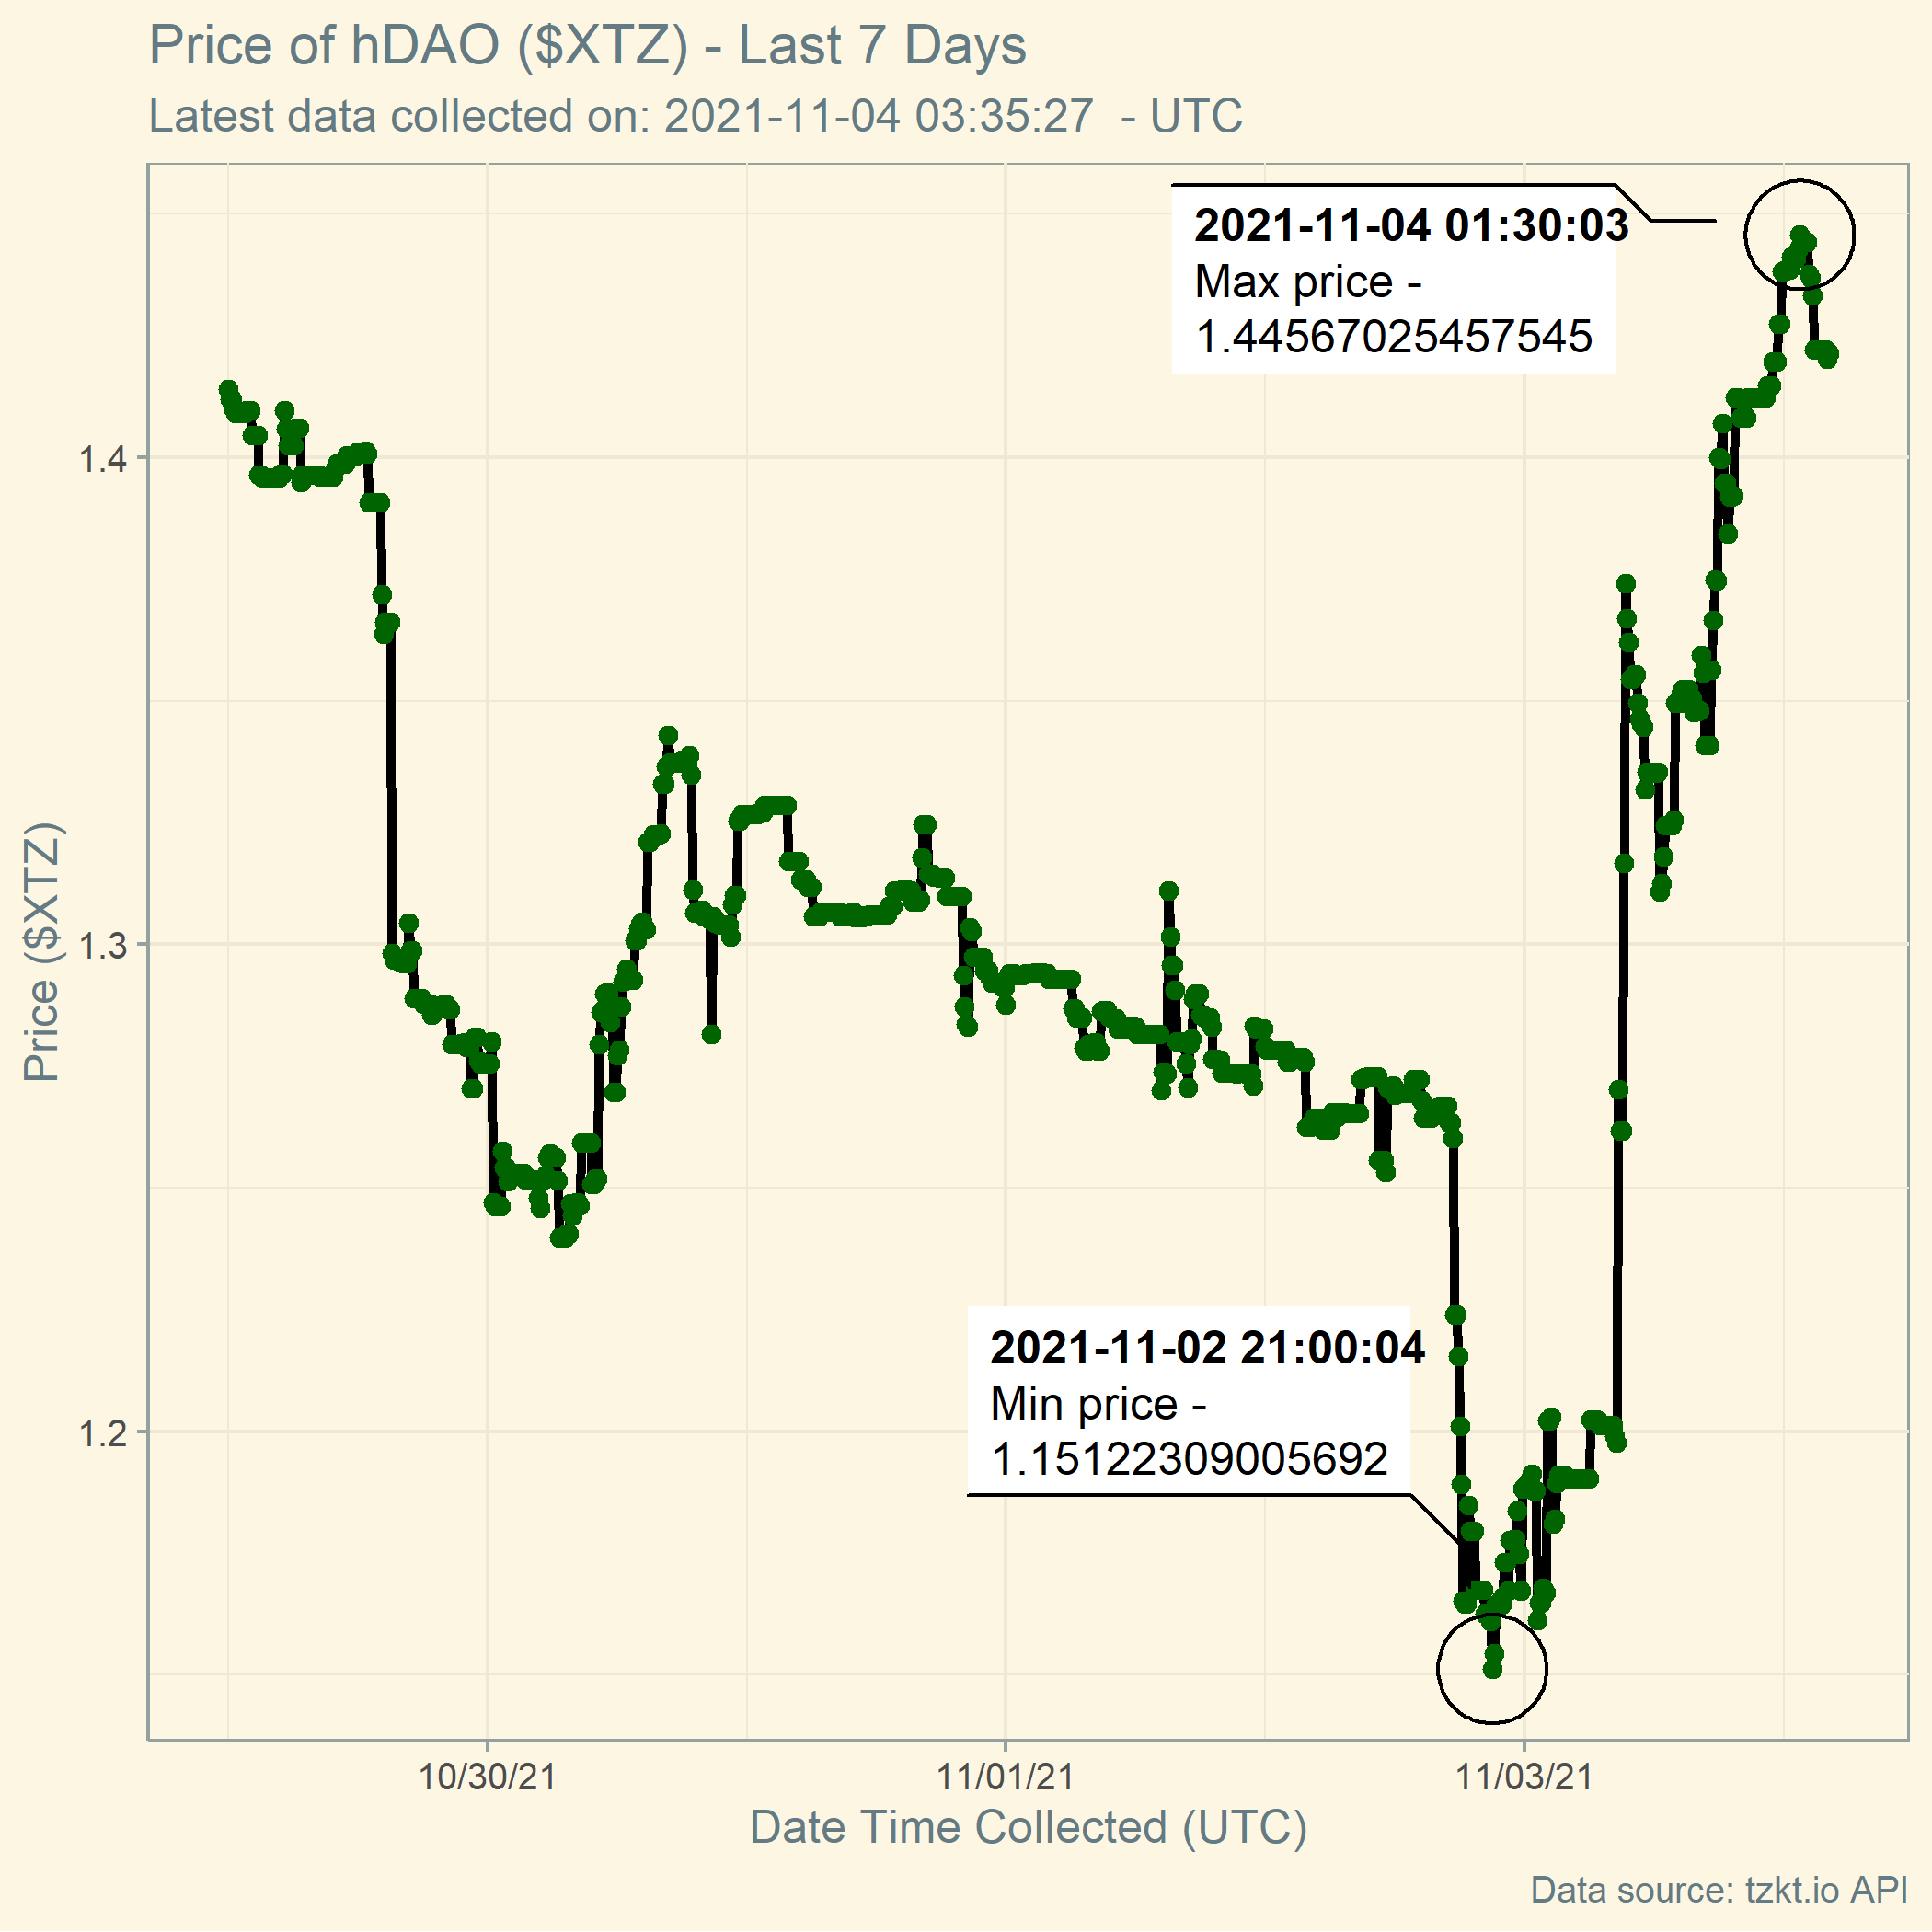 Price of hDAO ($XTZ) - Last 7 Days
Latest data collected on: 2021-11-04 03:35:27  - UTC
2021-11-04 01:30:03
Max price -
1.44567025457545
1.4
1.3
1.2
Price ($XTZ)
2021-11-02 21:00:04
Min price -
1.15122309005692
10/30/21
11/01/21
11/03/21
Date Time Collected (UTC)
Data source: tzkt.io API